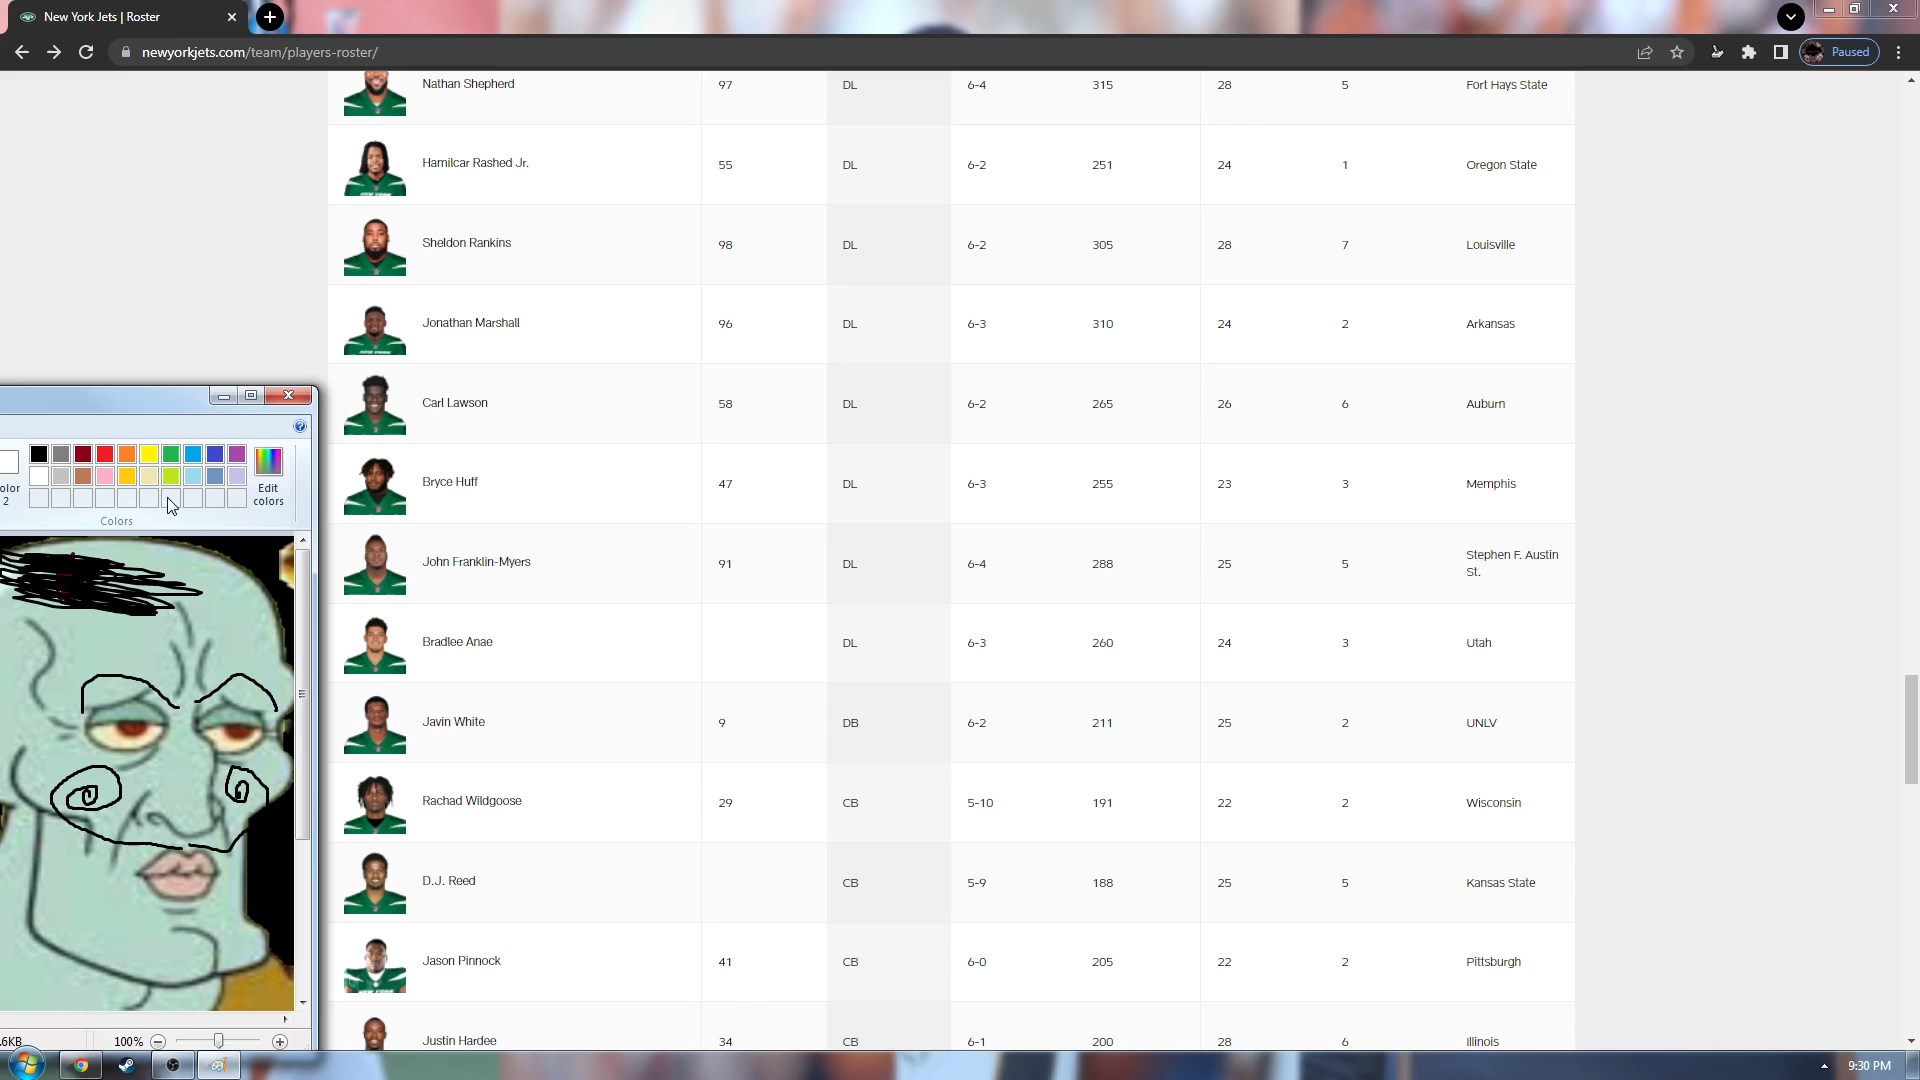 New York Jets | Roster
newyorkjets.com/team/players-roster/
Paused
Nathan Shepherd 97 DL 6-4 315 28 5 Fort Hays State
Hamilcar Rashed Jr. 55 DL 6-2 251 24 1 Oregon State
Sheldon Rankins 98 DL 6-2 305 28 7 Louisville
Jonathan Marshall 96 DL 6-3 310 24 2 Arkansas
Carl Lawson 58 DL 6-2 265 26 6 Auburn
Bryce Huff 47 DL 6-3 255 23 3 Memphis
John Franklin-Myers 91 DL 6-4 288 25 5 Stephen F. Austin
St.
Bradlee Anae DL 6-3 260 24 3 Utah
Javin White 9 DB 6-2 211 25 2 UNLV
Rachad Wildgoose 29 CB 5-10 191 22 2 Wisconsin
D.J. Reed CB 5-9 188 25 5 Kansas State
Jason Pinnock 41 CB 6-0 205 22 2 Pittsburgh
Justin Hardee 34 CB 6-1 200 28 6 Illinois
olor
2
Edit
colors
Colors
.6KB
100%
9:30 PM